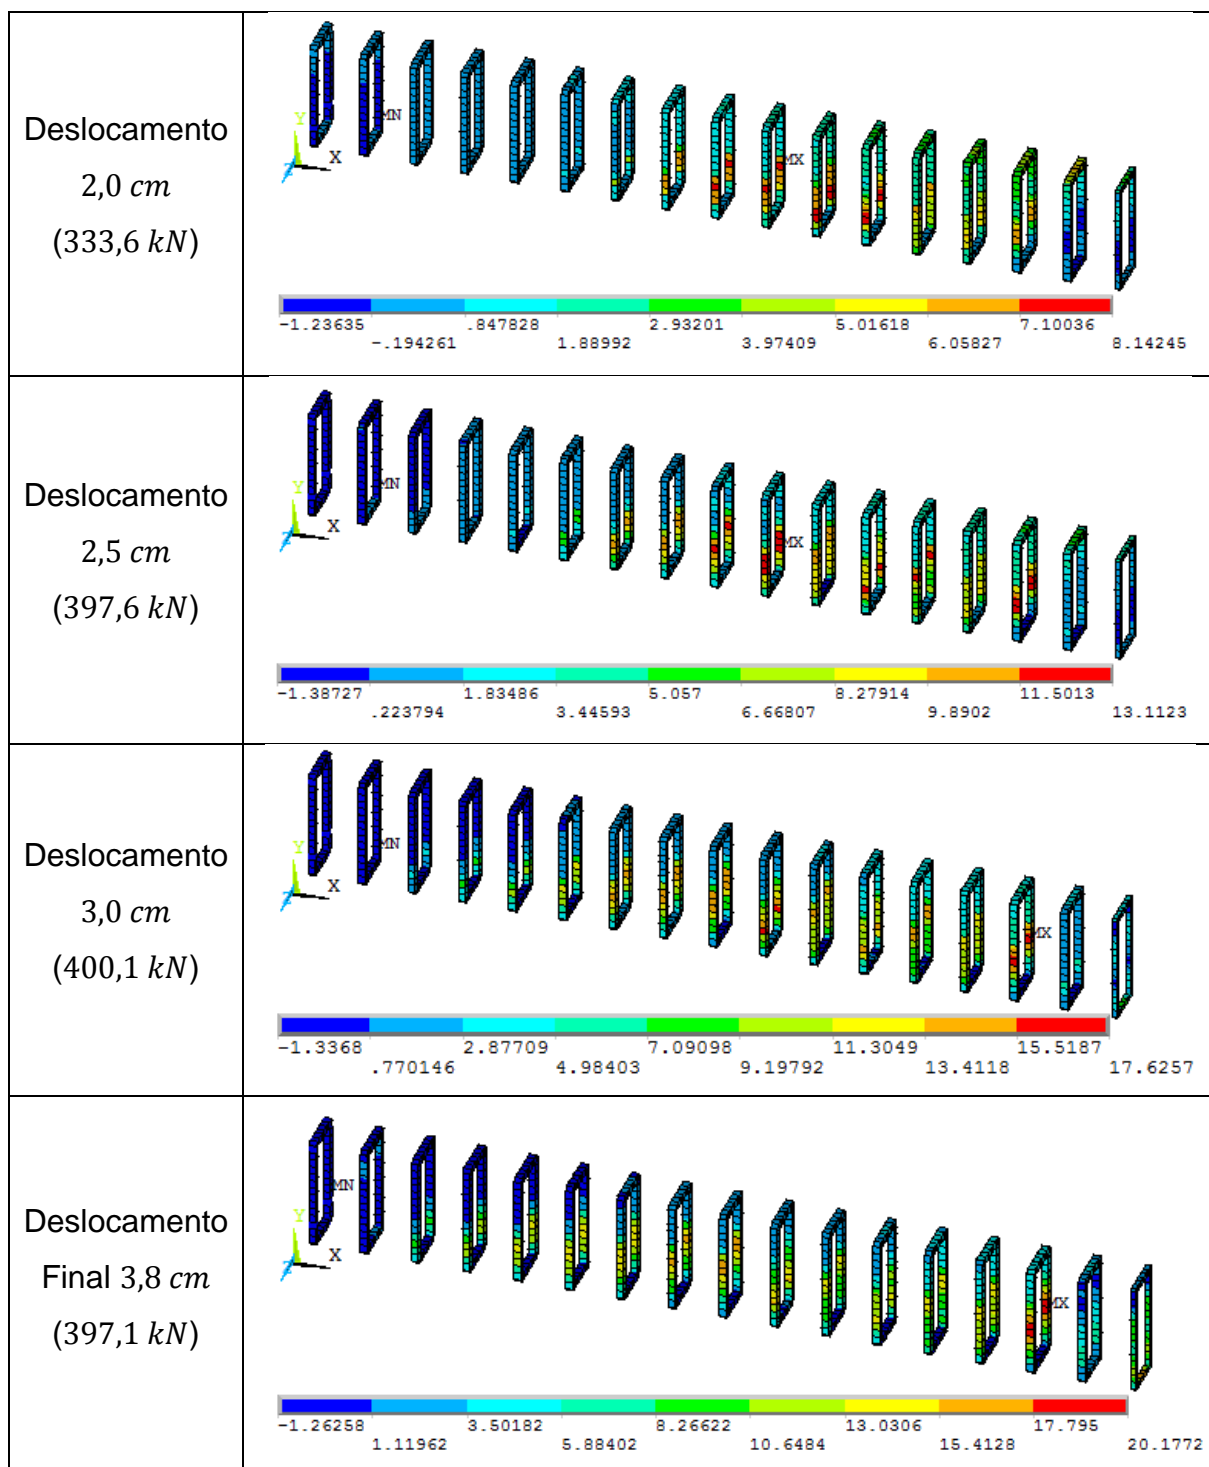 Deslocamento
2,0 cm
(333,6 kN)
MN
MX
Y
Z
X
-1.23635 .847828 2.93201 5.01618 7.10036
-.194261 1.88992 3.97409 6.05827 8.14245
Deslocamento
2,5 cm
(397,6 kN)
MN
MX
Y
Z
X
-1.38727 1.83486 5.057 8.27914 11.5013
.223794 3.44593 6.66807 9.8902 13.1123
Deslocamento
3,0 cm
(400,1 kN)
MN
MX
Y
Z
X
-1.3368 2.87709 7.09098 11.3049 15.5187
.770146 4.98403 9.19792 13.4118 17.6257
Deslocamento
Final 3,8 cm
(397,1 kN)
MN
MX
Y
Z
X
-1.26258 3.50182 8.26622 13.0306 17.795
1.11962 5.88402 10.6484 15.4128 20.1772